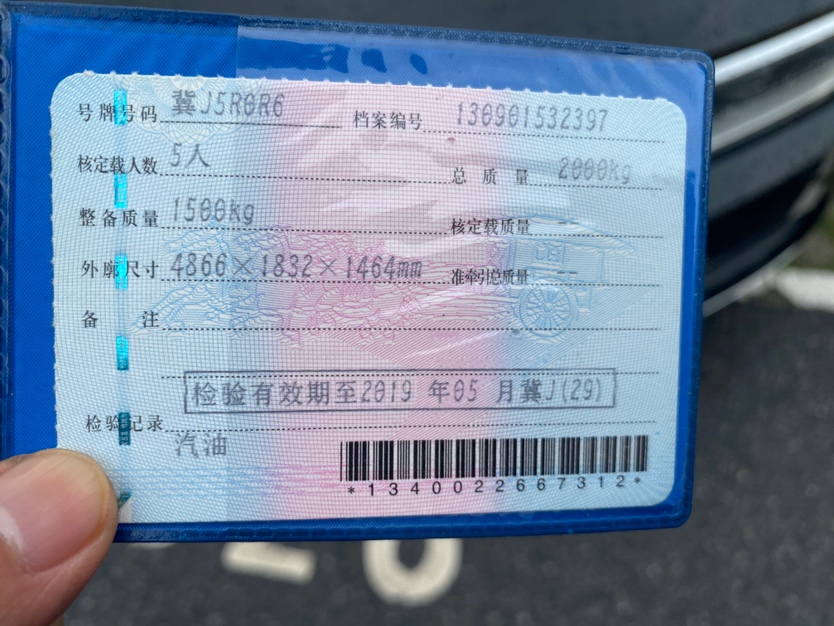 号牌号码 冀J5R0R6 档案编号 130901532397
核定载人数 5人 总质量 2000kg
整备质量 1500kg 核定载质量 --
外廓尺寸 4866×1832×1464mm 准牵引总质量 --
备注
检验有效期至2019 年05 月冀J(29)
检验记录
汽油
*1340022667312*
20